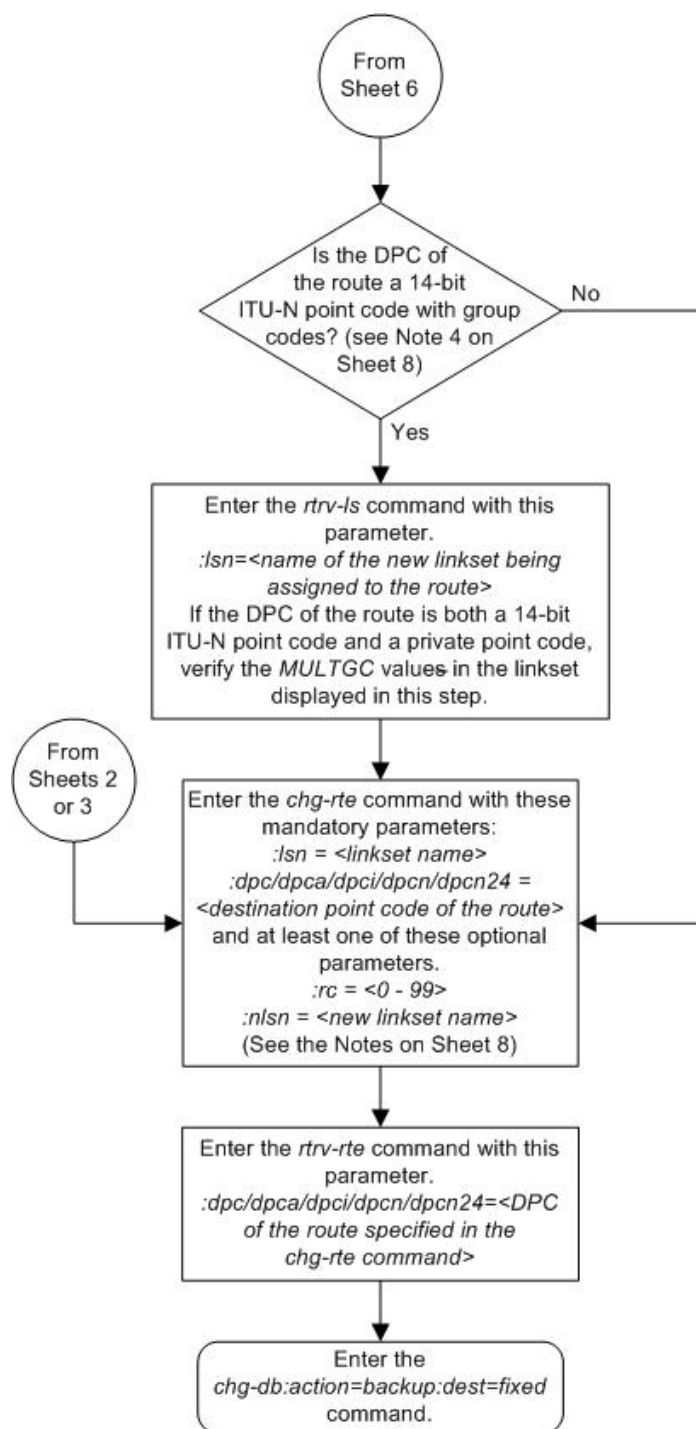 From
Sheet 6
Is the DPC of
the route a 14-bit
ITU-N point code with group
codes? (see Note 4 on
Sheet 8)
No
Yes
Enter the rtrv-ls command with this
parameter.
:lsn=<name of the new linkset being
assigned to the route>
If the DPC of the route is both a 14-bit
ITU-N point code and a private point code,
verify the MULTGC values in the linkset
displayed in this step.
From
Sheets 2
or 3
Enter the chg-rte command with these
mandatory parameters:
:lsn = <linkset name>
:dpc/dpca/dpci/dpcn/dpcn24 =
<destination point code of the route>
and at least one of these optional
parameters.
:rc = <0 - 99>
:nlsn = <new linkset name>
(See the Notes on Sheet 8)
Enter the rtrv-rte command with this
parameter.
:dpc/dpca/dpci/dpcn/dpcn24=<DPC
of the route specified in the
chg-rte command>
Enter the
chg-db:action=backup:dest=fixed
command.